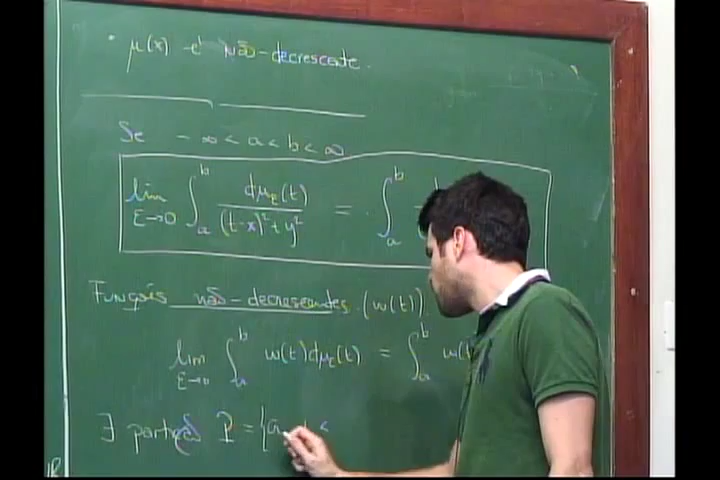 • μ(x) é não-decrescente.
Se -∞ < a < b < ∞
lim ε→0 ∫_a^b dμ_ε(t) / ((t-x)² + y²) = ∫_a^b
Funções não-decrescentes. (w(t))
lim ε→0 ∫_a^b w(t)dμ_ε(t) = ∫_a^b w(
∃ partição P = {a